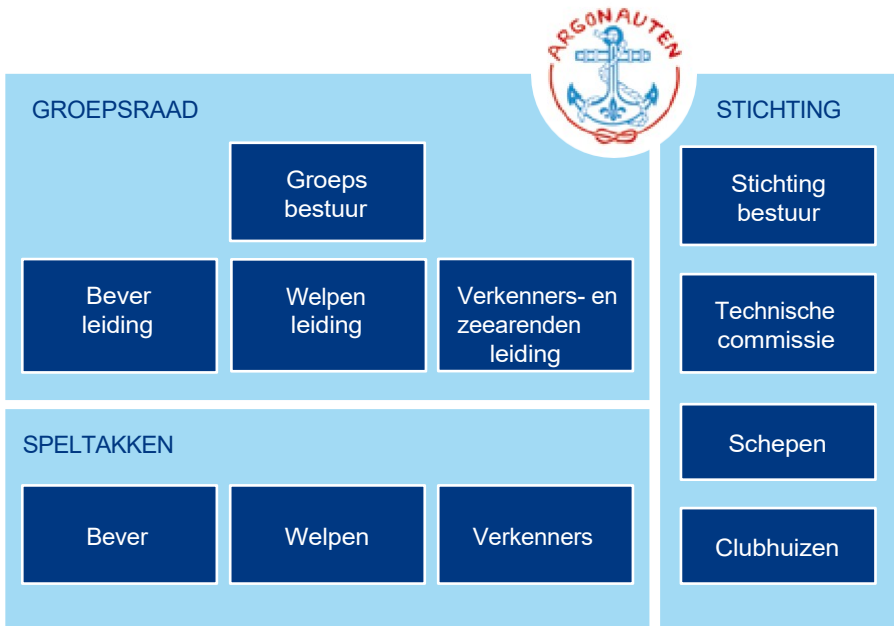 ARGONAUTEN
GROEPSRAAD
Groeps
bestuur
Bever
leiding
Welpen
leiding
Verkenners- en
zeearenden
leiding
SPELTAKKEN
Bever
Welpen
Verkenners
STICHTING
Stichting
bestuur
Technische
commissie
Schepen
Clubhuizen